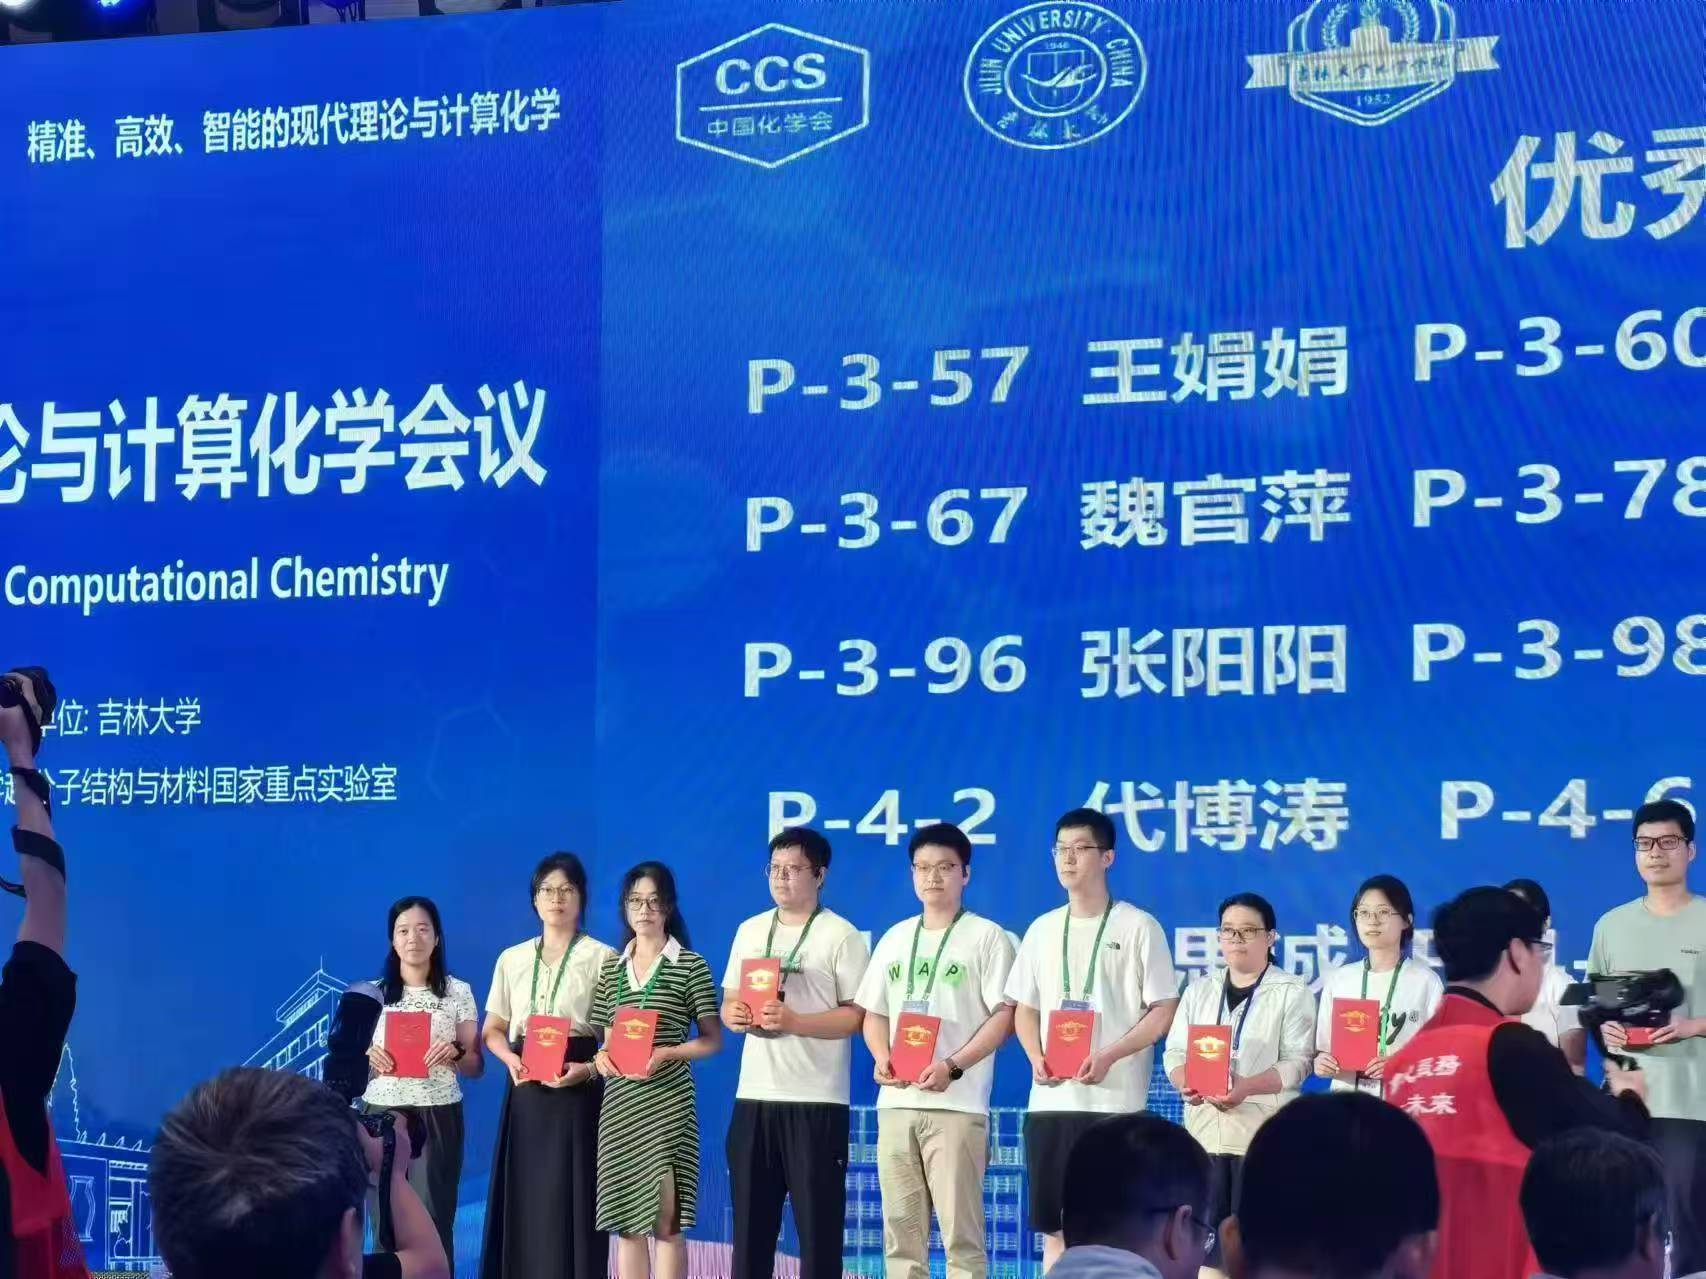 精准、高效、智能的现代理论与计算化学
论与计算化学会议
Computational Chemistry
单位: 吉林大学
分子结构与材料国家重点实验室
CCS
中国化学会
JILIN UNIVERSITY·CHINA
1946
吉林大学
1952
优秀
P-3-57 王娟娟 P-3-60
P-3-67 魏官萍 P-3-78
P-3-96 张阳阳 P-3-98
P-4-2 代博涛 P-4-6
WAP
未来